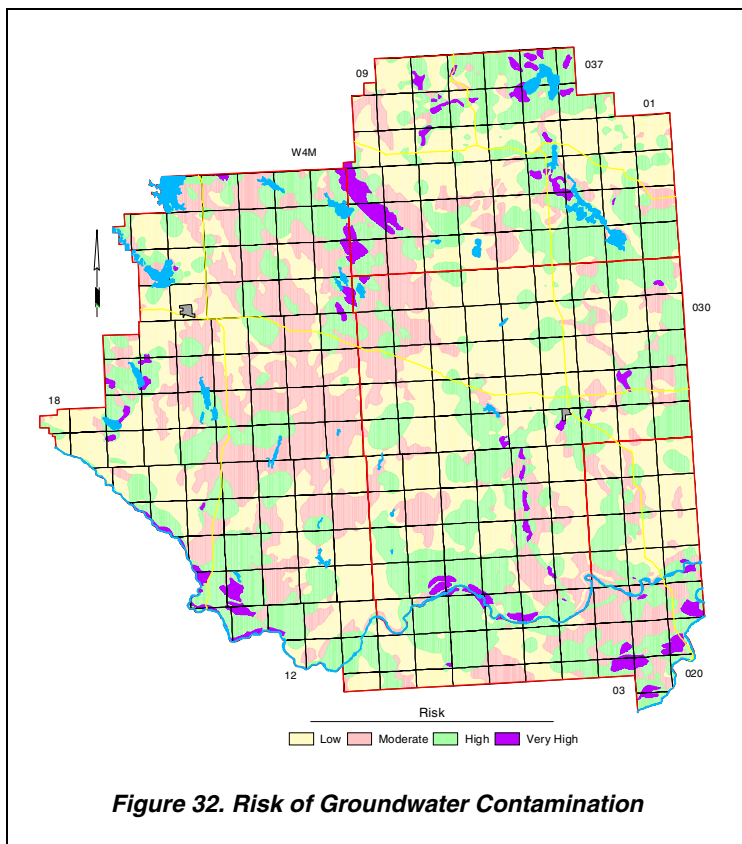 09
037
01
W4M
030
18
12
03
020
Risk
Low Moderate High Very High
Figure 32. Risk of Groundwater Contamination